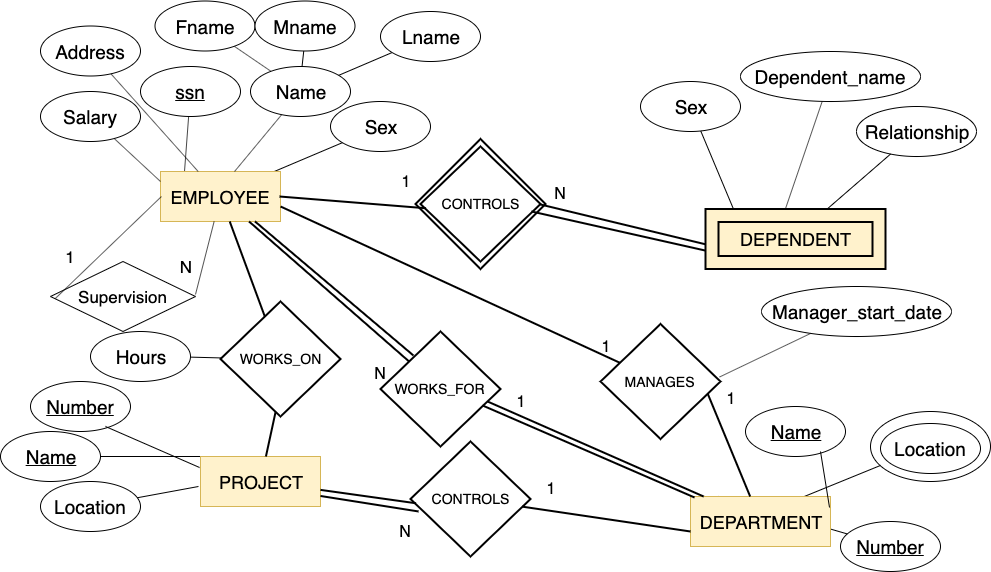 Fname
Mname
Lname
Address
ssn
Name
Salary
Sex
Dependent_name
Sex
Relationship
EMPLOYEE
1
CONTROLS
N
DEPENDENT
1
N
Supervision
Manager_start_date
Hours
WORKS_ON
N
WORKS_FOR
1
1
MANAGES
1
Number
Name
Location
PROJECT
N
CONTROLS
1
Name
Location
DEPARTMENT
Number